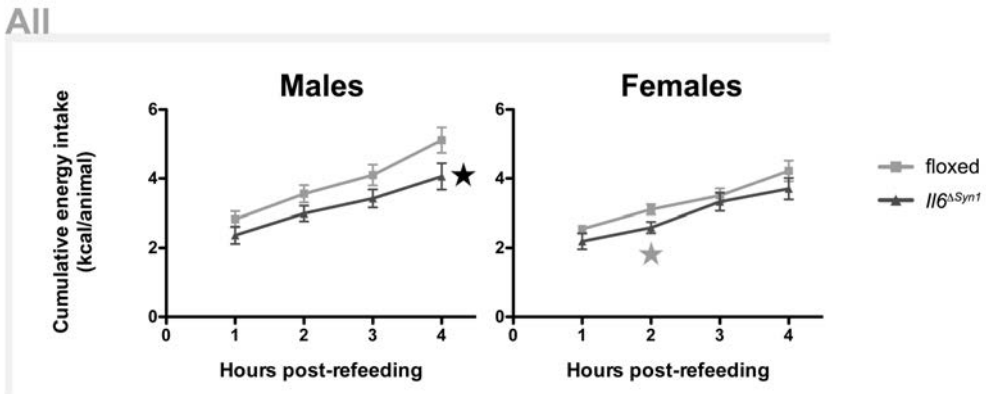 All
Males
Females
Cumulative energy intake
(kcal/animal)
6
4
2
0
0 1 2 3 4
Hours post-refeeding
6
4
2
0
0 1 2 3 4
Hours post-refeeding
floxed
Il6ΔSyn1